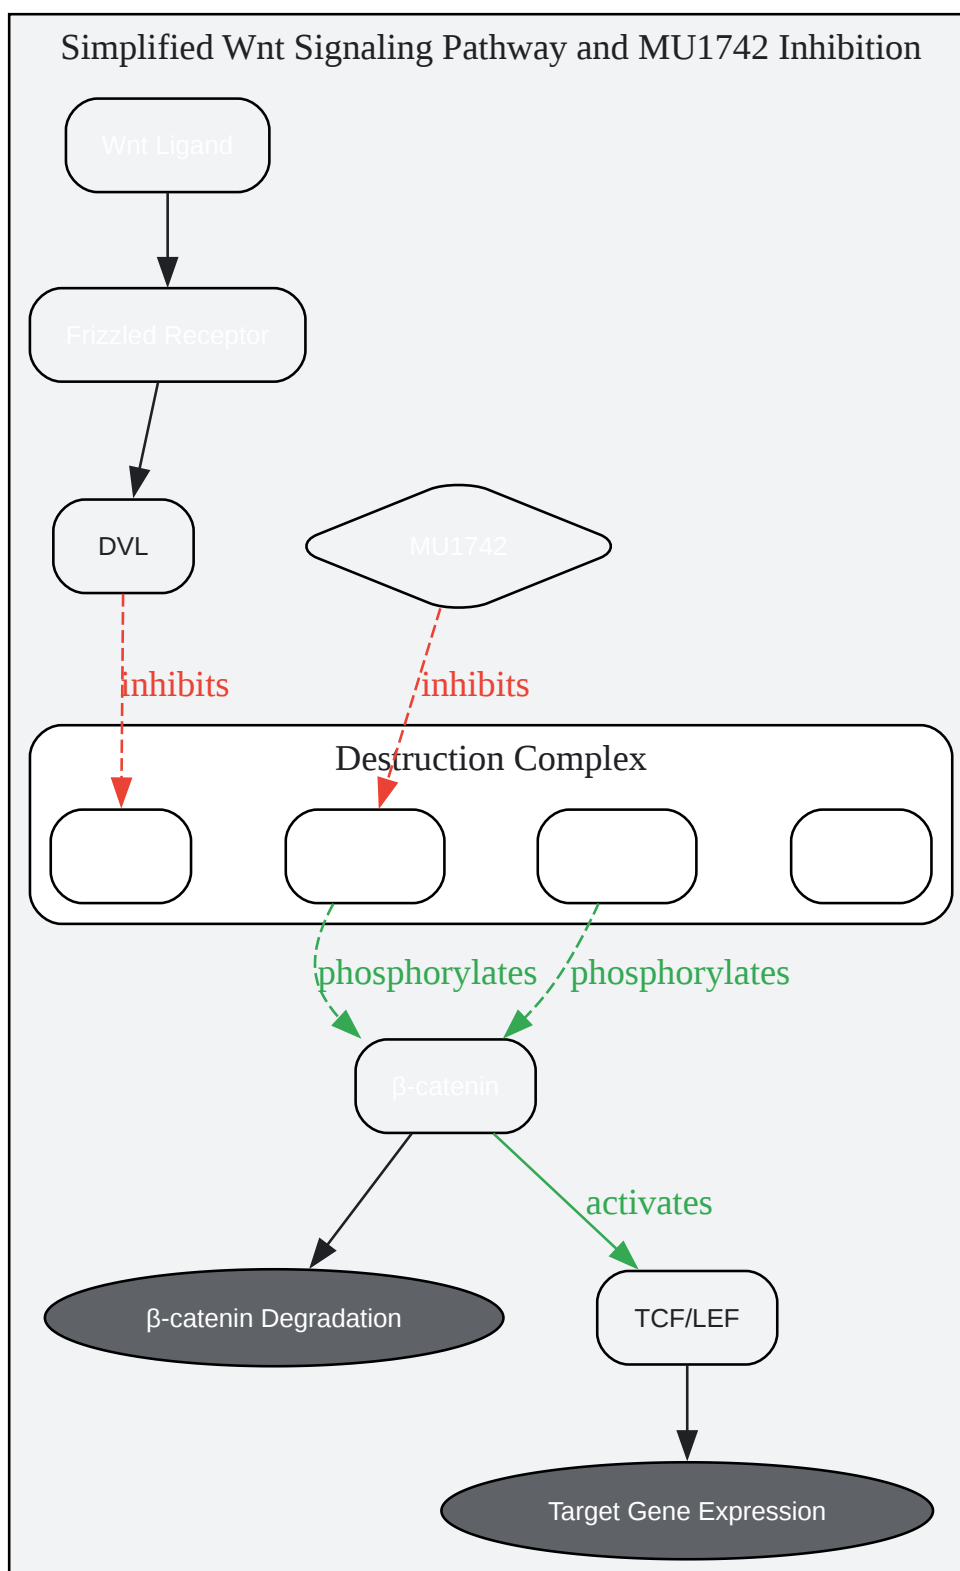 Simplified Wnt Signaling Pathway and MU1742 Inhibition
Wnt Ligand
Frizzled Receptor
DVL
MU1742
inhibits
inhibits
Destruction Complex
phosphorylates
phosphorylates
β-catenin
activates
β-catenin Degradation
TCF/LEF
Target Gene Expression